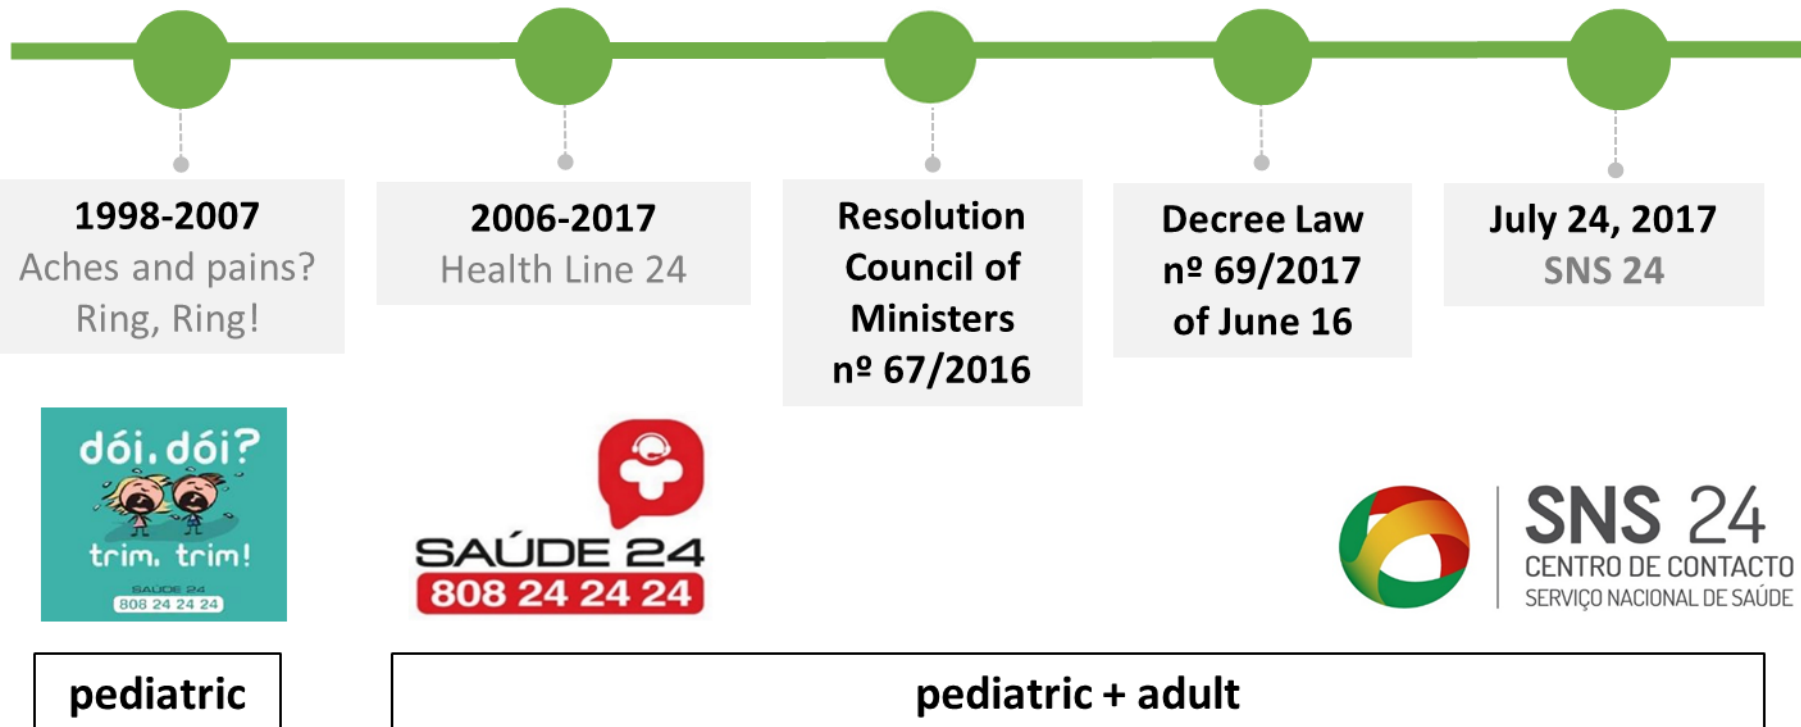 1998-2007
Aches and pains?
Ring, Ring!
2006-2017
Health Line 24
Resolution
Council of
Ministers
nº 67/2016
Decree Law
nº 69/2017
of June 16
July 24, 2017
SNS 24
dói, dói?
trim, trim!
SAÚDE 24
808 24 24 24
SAÚDE 24
808 24 24 24
SNS 24
CENTRO DE CONTACTO
SERVIÇO NACIONAL DE SAÚDE
pediatric
pediatric + adult